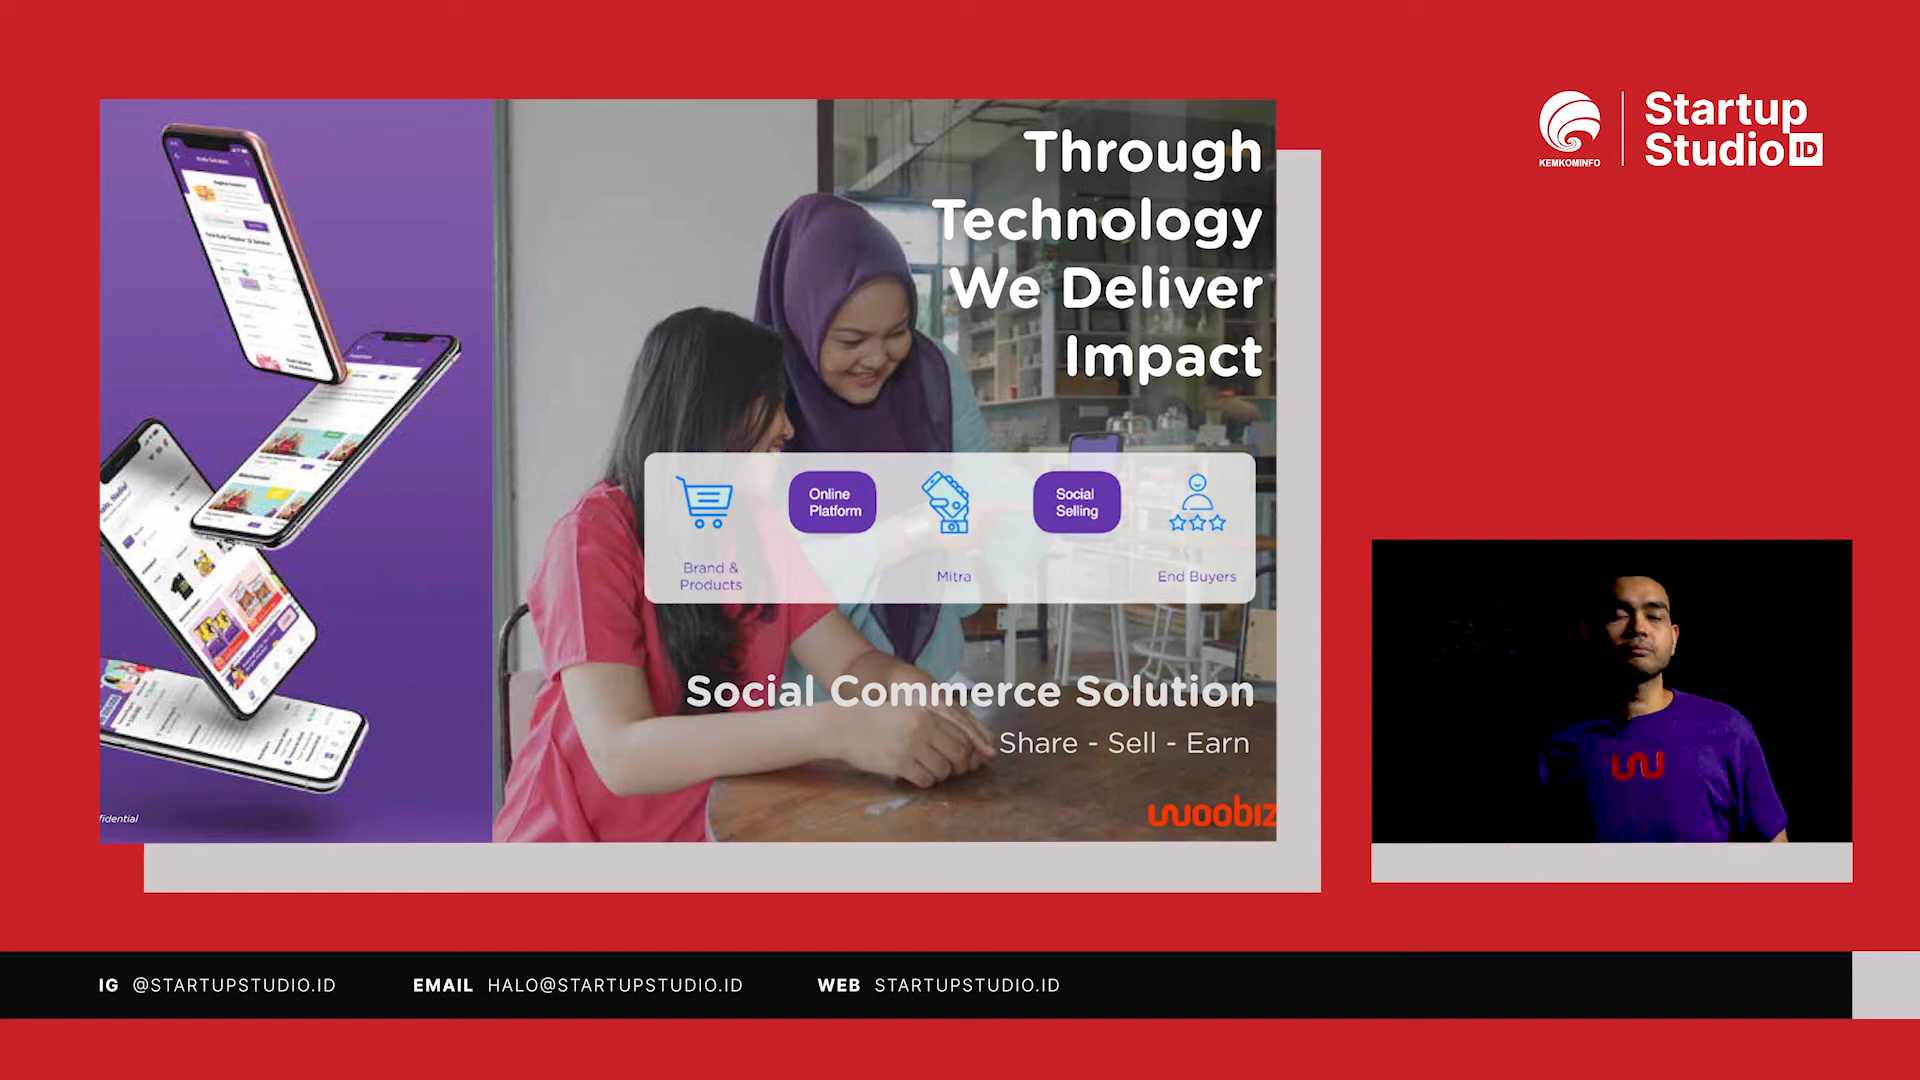 Through
Technology
We Deliver
Impact
Online
Platform
Social
Selling
Brand &
Products
Mitra
End Buyers
Social Commerce Solution
Share - Sell - Earn
woobiz
fidential
KEMKOMINFO
Startup
Studio ID
IG @STARTUPSTUDIO.ID
EMAIL HALO@STARTUPSTUDIO.ID
WEB STARTUPSTUDIO.ID